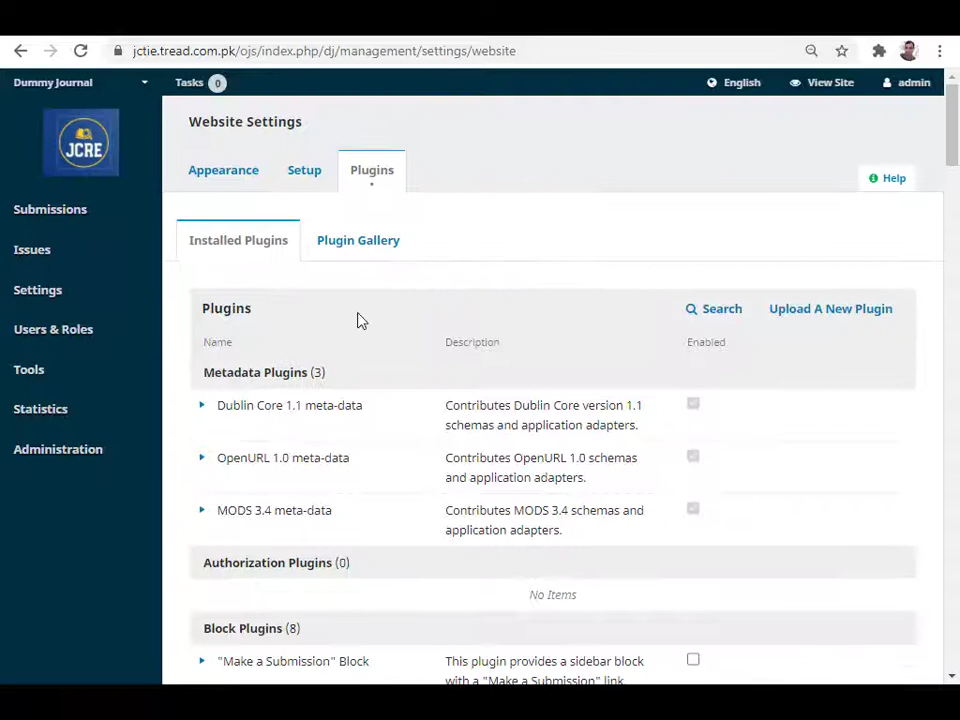 jctie.tread.com.pk/ojs/index.php/dj/management/settings/website
Dummy Journal
Tasks 0
English
View Site
admin
JCRE
Submissions
Issues
Settings
Users & Roles
Tools
Statistics
Administration
Website Settings
Appearance
Setup
Plugins
Help
Installed Plugins
Plugin Gallery
Plugins
Search
Upload A New Plugin
Name
Description
Enabled
Metadata Plugins (3)
Dublin Core 1.1 meta-data
Contributes Dublin Core version 1.1
schemas and application adapters.
OpenURL 1.0 meta-data
Contributes OpenURL 1.0 schemas
and application adapters.
MODS 3.4 meta-data
Contributes MODS 3.4 schemas and
application adapters.
Authorization Plugins (0)
No Items
Block Plugins (8)
"Make a Submission" Block
This plugin provides a sidebar block
with a "Make a Submission" link.